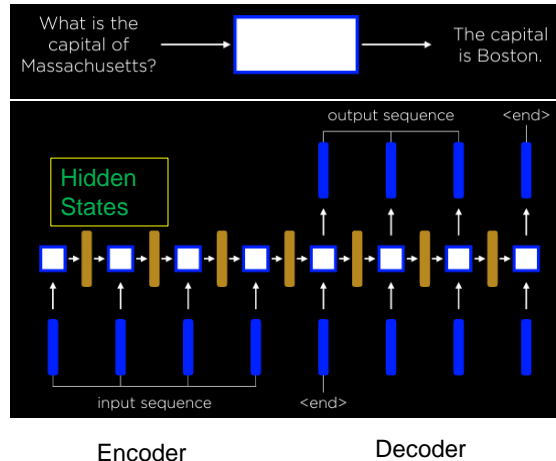 What is the
capital of
Massachusetts?
The capital
is Boston.
output sequence
<end>
Hidden
States
input sequence
<end>
Encoder
Decoder